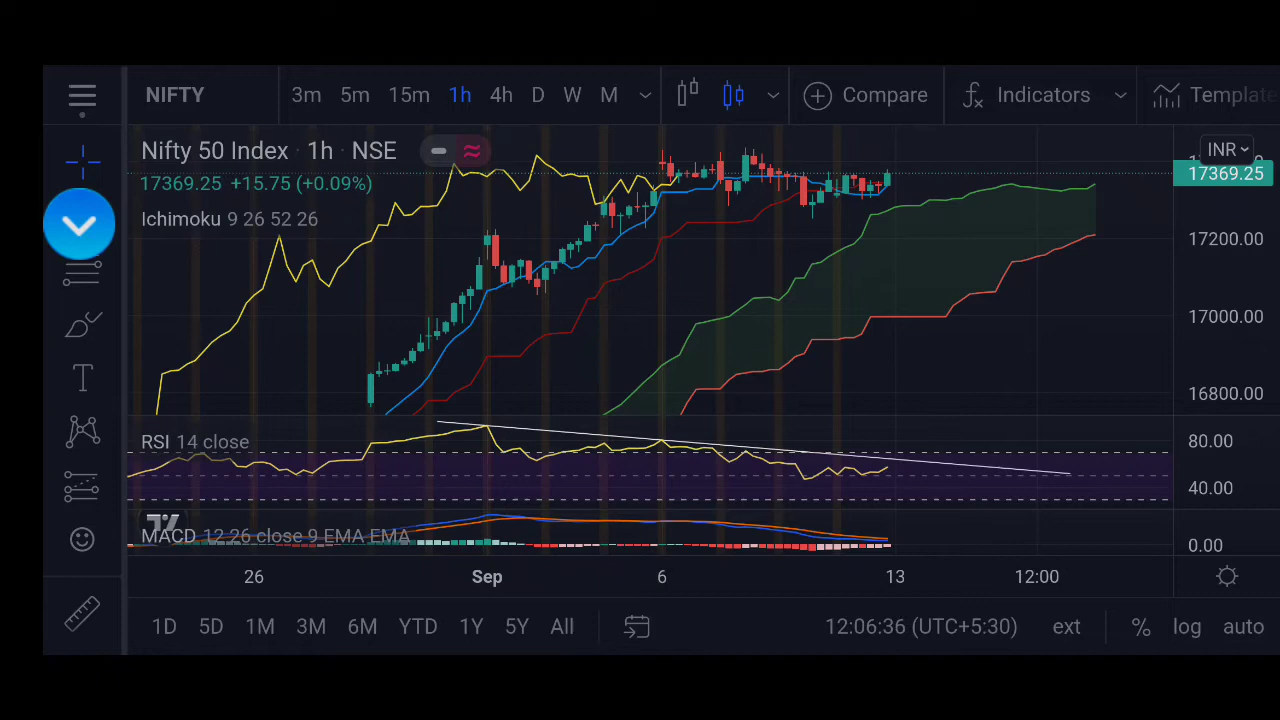 NIFTY 3m 5m 15m 1h 4h D W M Compare Indicators Template
Nifty 50 Index · 1h · NSE
INR
17369.25 +15.75 (+0.09%)
17369.25
Ichimoku 9 26 52 26
17200.00
17000.00
16800.00
RSI 14 close
80.00
40.00
MACD 12 26 close 9 EMA EMA
0.00
26 Sep 6 13 12:00
1D 5D 1M 3M 6M YTD 1Y 5Y All 12:06:36 (UTC+5:30) ext % log auto